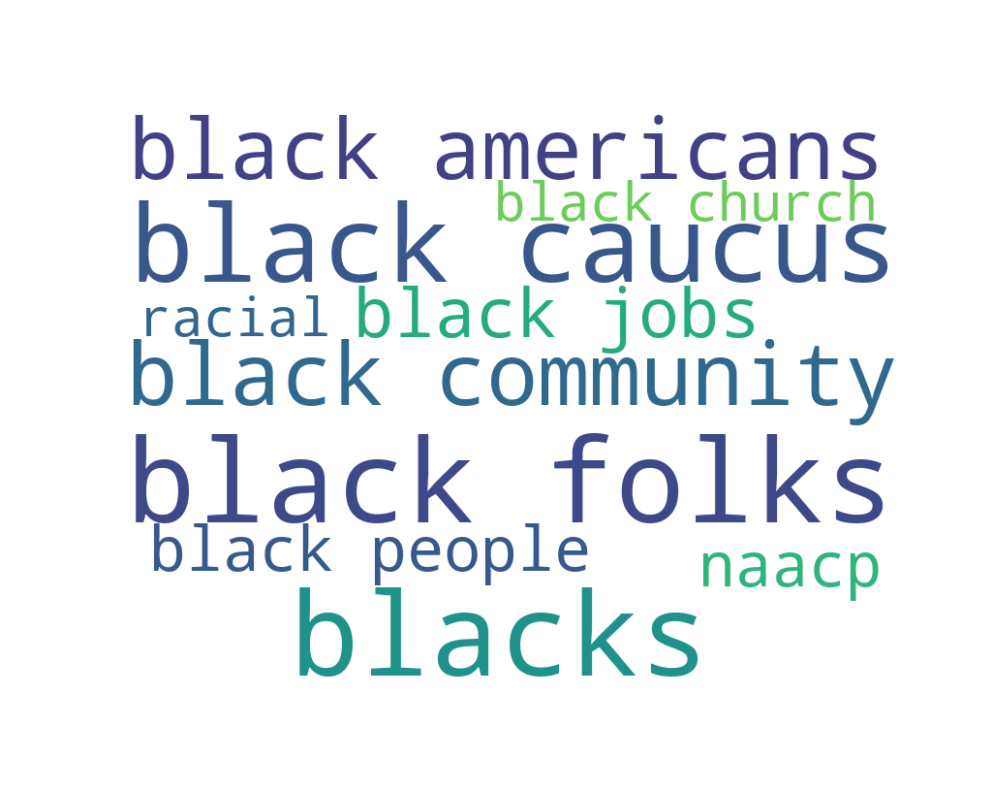 black americans
black church
black caucus
racial
black jobs
black community
black folks
black people
naacp
blacks